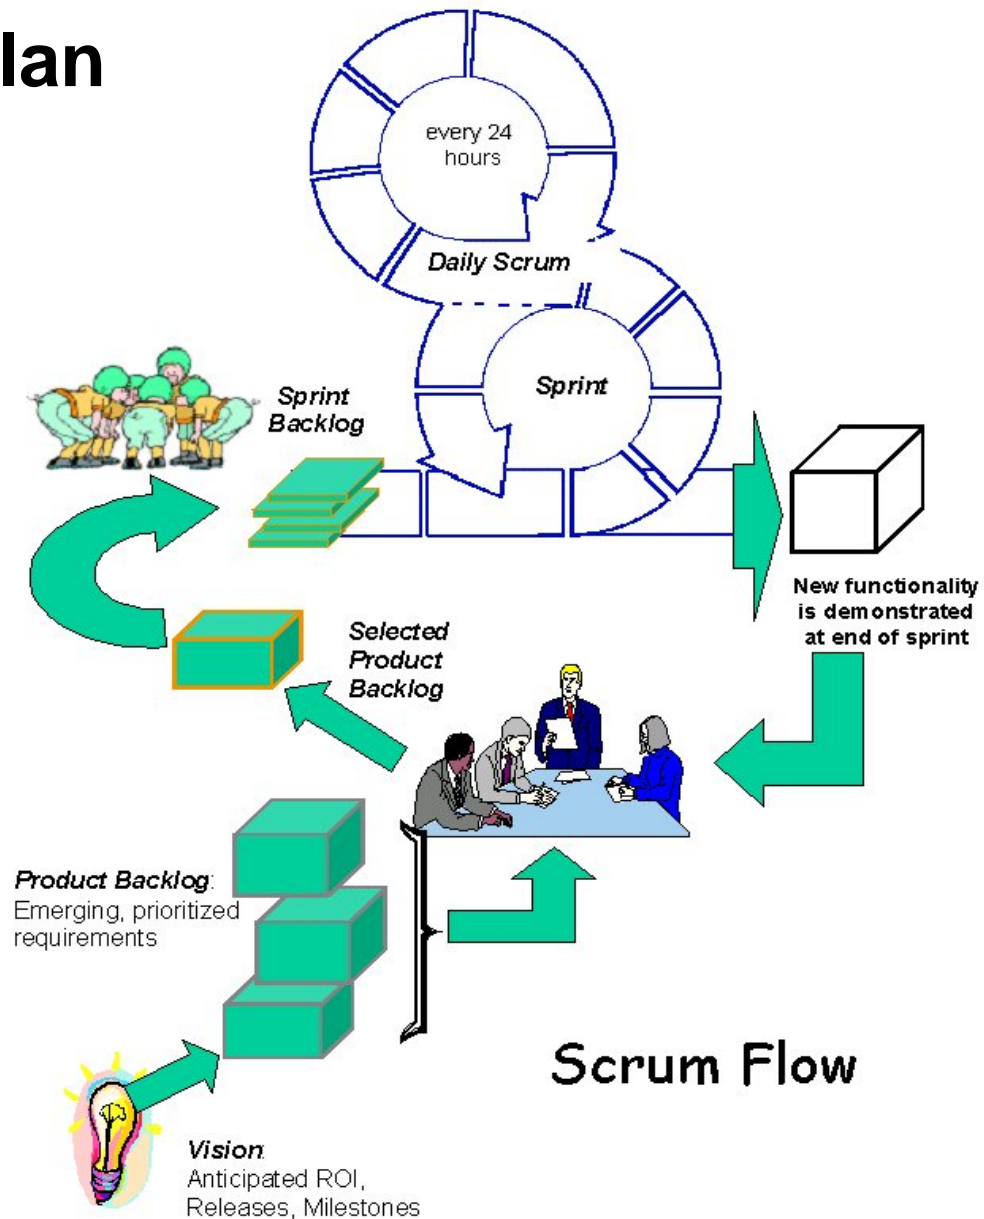 lan
every 24
hours
Daily Scrum
Sprint
Sprint
Backlog
New functionality
is demonstrated
at end of sprint
Selected
Product
Backlog
Product Backlog:
Emerging, prioritized
requirements
Scrum Flow
Vision:
Anticipated ROI,
Releases, Milestones